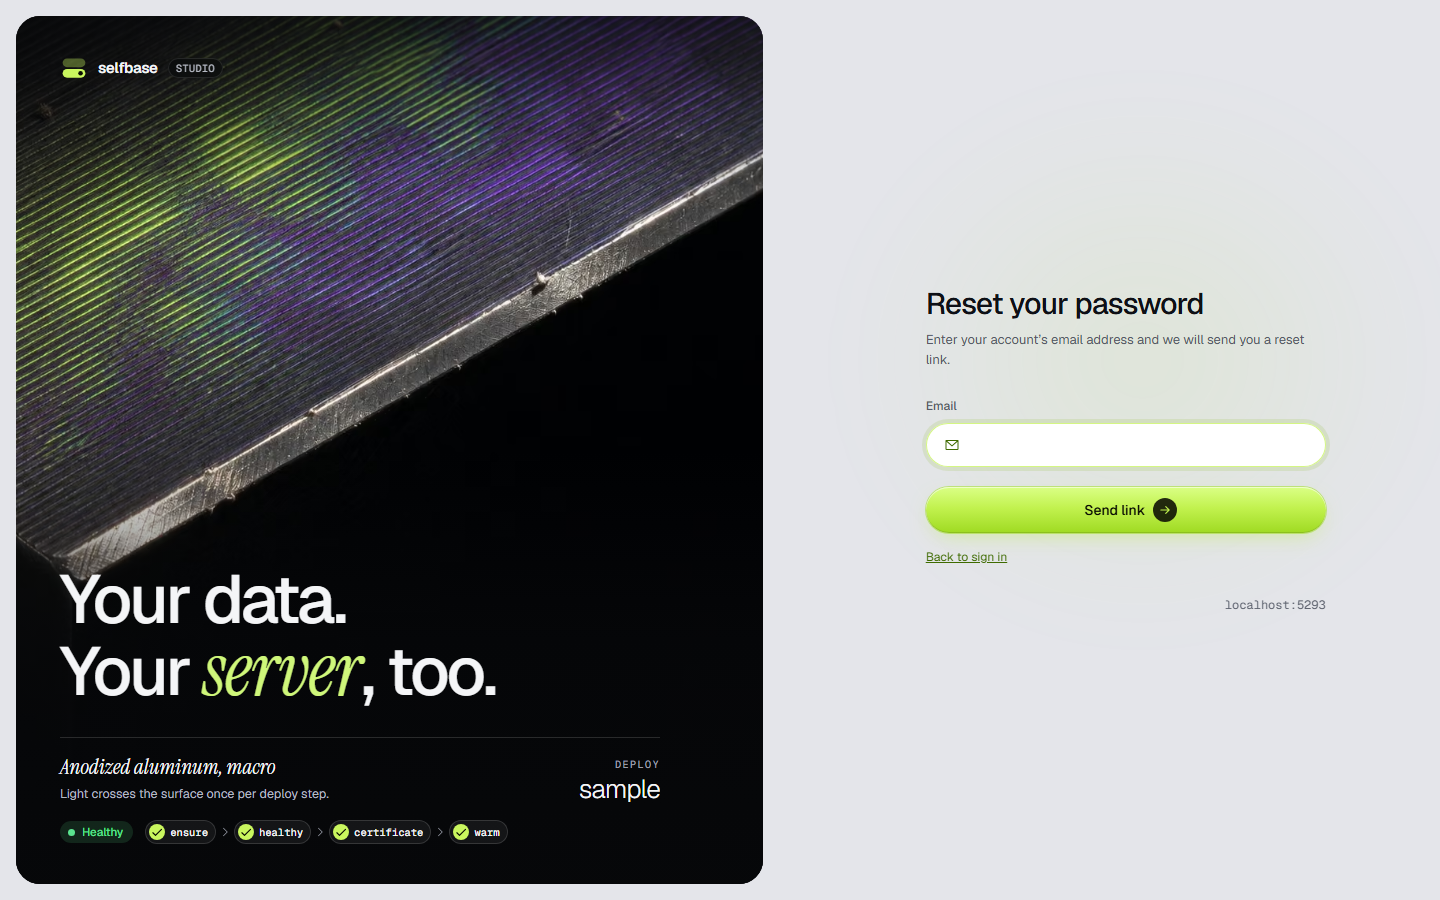 selfbase STUDIO
Your data.
Your server, too.
Anodized aluminum, macro
Light crosses the surface once per deploy step.
DEPLOY
sample
Healthy ensure healthy certificate warm
Reset your password
Enter your account's email address and we will send you a reset
link.
Email
Send link
Back to sign in
localhost:5293